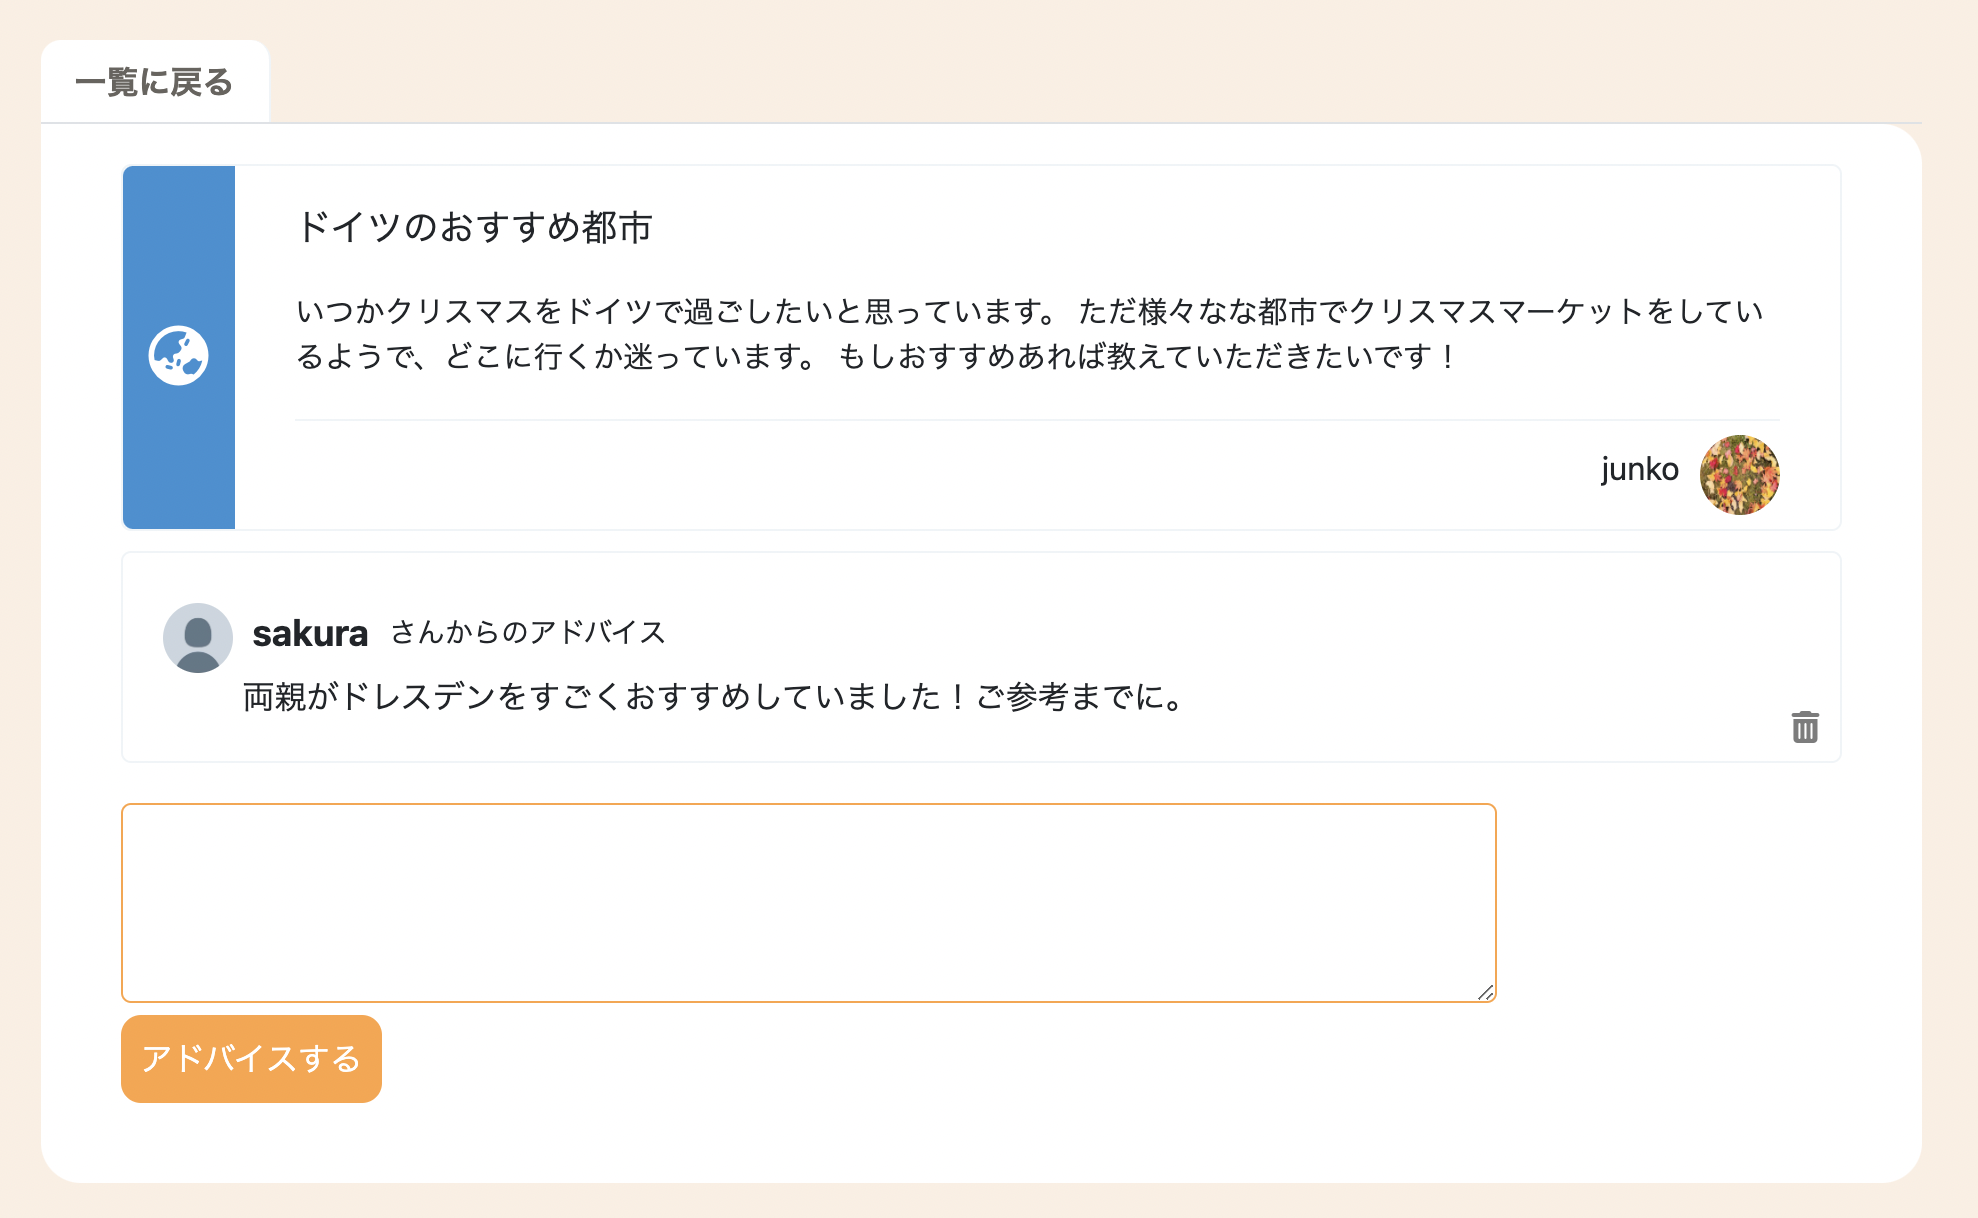 一覧に戻る
ドイツのおすすめ都市
いつかクリスマスをドイツで過ごしたいと思っています。 ただ様々なな都市でクリスマスマーケットをしてい
るようで、どこに行くか迷っています。 もしおすすめあれば教えていただきたいです！
junko
sakura さんからのアドバイス
両親がドレスデンをすごくおすすめしていました！ご参考までに。
アドバイスする